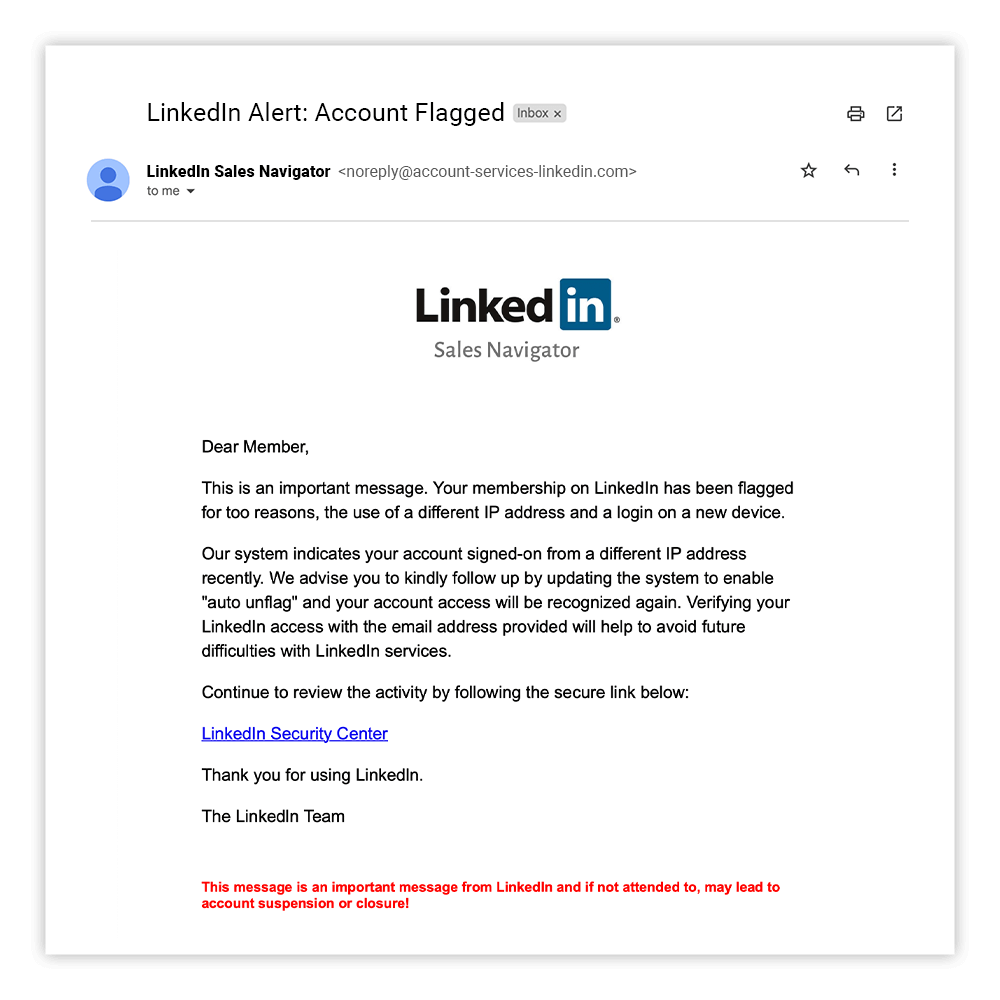 LinkedIn Alert: Account Flagged Inbox ×
LinkedIn Sales Navigator <noreply@account-services-linkedin.com>
to me
Linked in ®
Sales Navigator
Dear Member,
This is an important message. Your membership on LinkedIn has been flagged
for too reasons, the use of a different IP address and a login on a new device.
Our system indicates your account signed-on from a different IP address
recently. We advise you to kindly follow up by updating the system to enable
"auto unflag" and your account access will be recognized again. Verifying your
LinkedIn access with the email address provided will help to avoid future
difficulties with LinkedIn services.
Continue to review the activity by following the secure link below:
LinkedIn Security Center
Thank you for using LinkedIn.
The LinkedIn Team
This message is an important message from LinkedIn and if not attended to, may lead to
account suspension or closure!